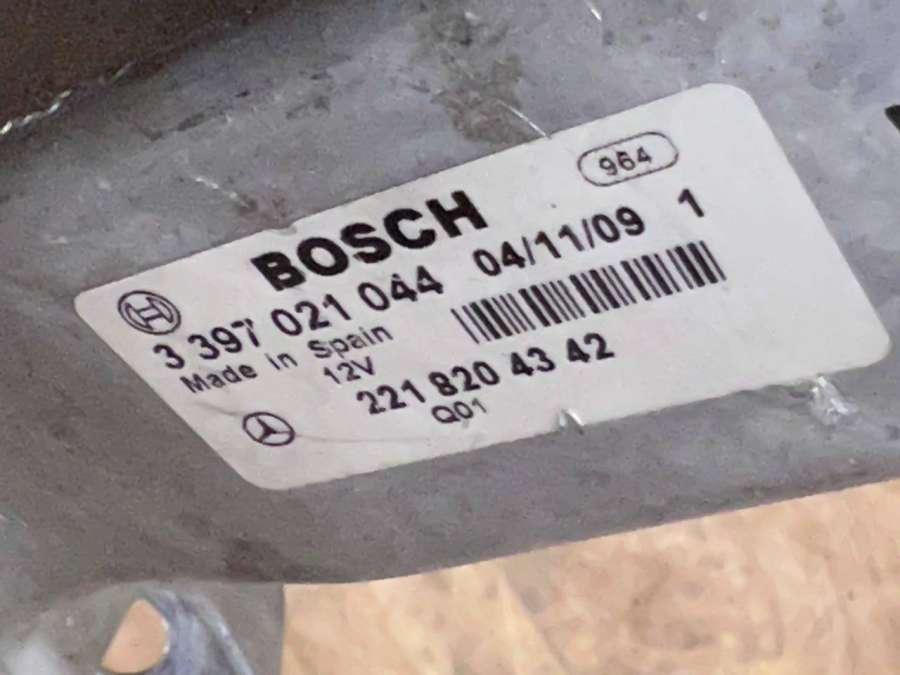 964
BOSCH
3 397 021 044 04/11/09 1
Made in Spain
12V
221 820 43 42
Q01